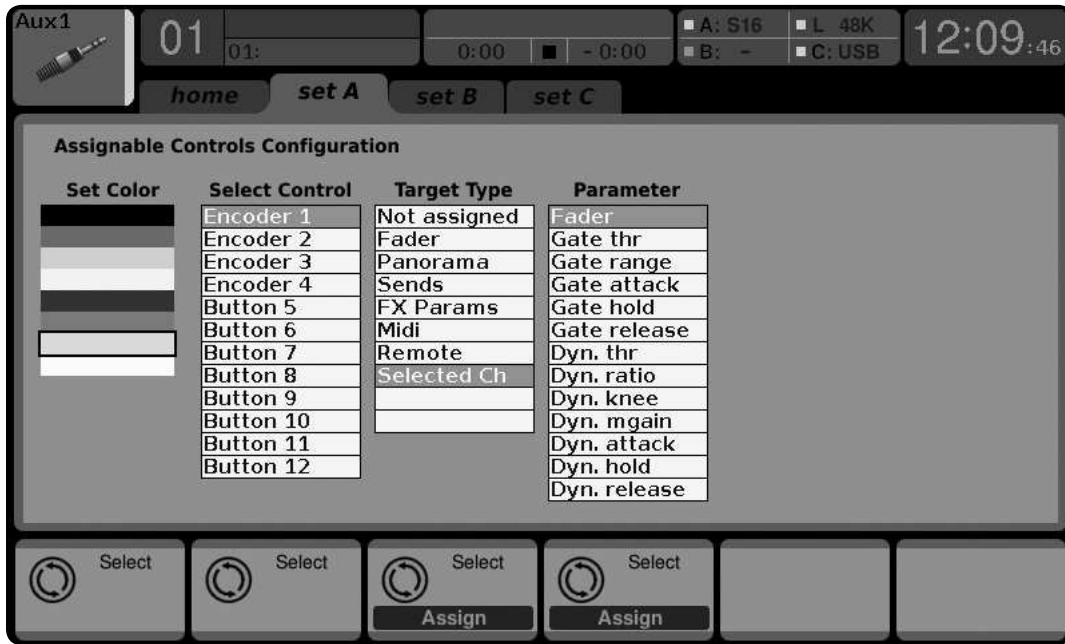 Aux1
01
01:
0:00
- 0:00
A: S16
L 48K
B: -
C: USB
12:09:46
home
set A
set B
set C
Assignable Controls Configuration
Set Color
Select Control
Target Type
Parameter
Encoder 1
Encoder 2
Encoder 3
Encoder 4
Button 5
Button 6
Button 7
Button 8
Button 9
Button 10
Button 11
Button 12
Not assigned
Fader
Panorama
Sends
FX Params
Midi
Remote
Selected Ch
Fader
Gate thr
Gate range
Gate attack
Gate hold
Gate release
Dyn. thr
Dyn. ratio
Dyn. knee
Dyn. mgain
Dyn. attack
Dyn. hold
Dyn. release
Select
Select
Select
Assign
Select
Assign